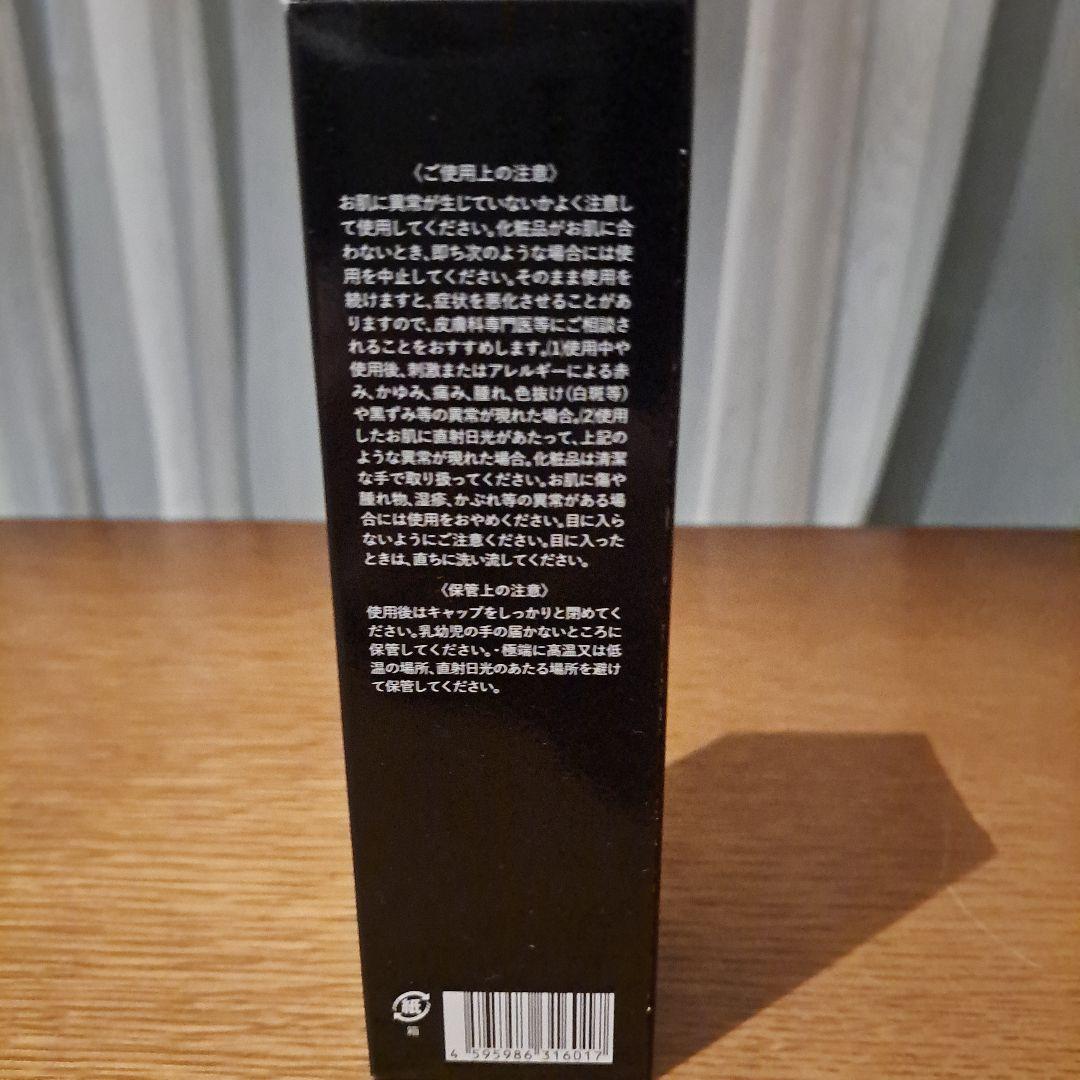 〈ご使用上の注意〉
お肌に異常が生じていないかよく注意し
て使用してください。化粧品がお肌に合
わないとき、即ち次のような場合には使
用を中止してください。そのまま使用を
続けますと、症状を悪化させることがあ
りますので、皮膚科専門医等にご相談さ
れることをおすすめします。(1)使用中や
使用後、刺激またはアレルギーによる赤
み、かゆみ、痛み、腫れ、色抜け(白斑等)
や黒ずみ等の異常が現れた場合。(2)使用
したお肌に直射日光があたって、上記の
ような異常が現れた場合。化粧品は清潔
な手で取り扱ってください。お肌に傷や
腫れ物、湿疹、かぶれ等の異常がある場
合には使用をおやめください。目に入ら
ないようにご注意ください。目に入った
ときは、直ちに洗い流してください。
〈保管上の注意〉
使用後はキャップをしっかりと閉めてく
ださい。乳幼児の手の届かないところに
保管してください。・極端に高温又は低
温の場所、直射日光のあたる場所を避け
て保管してください。
紙
箱
4 595986 316017